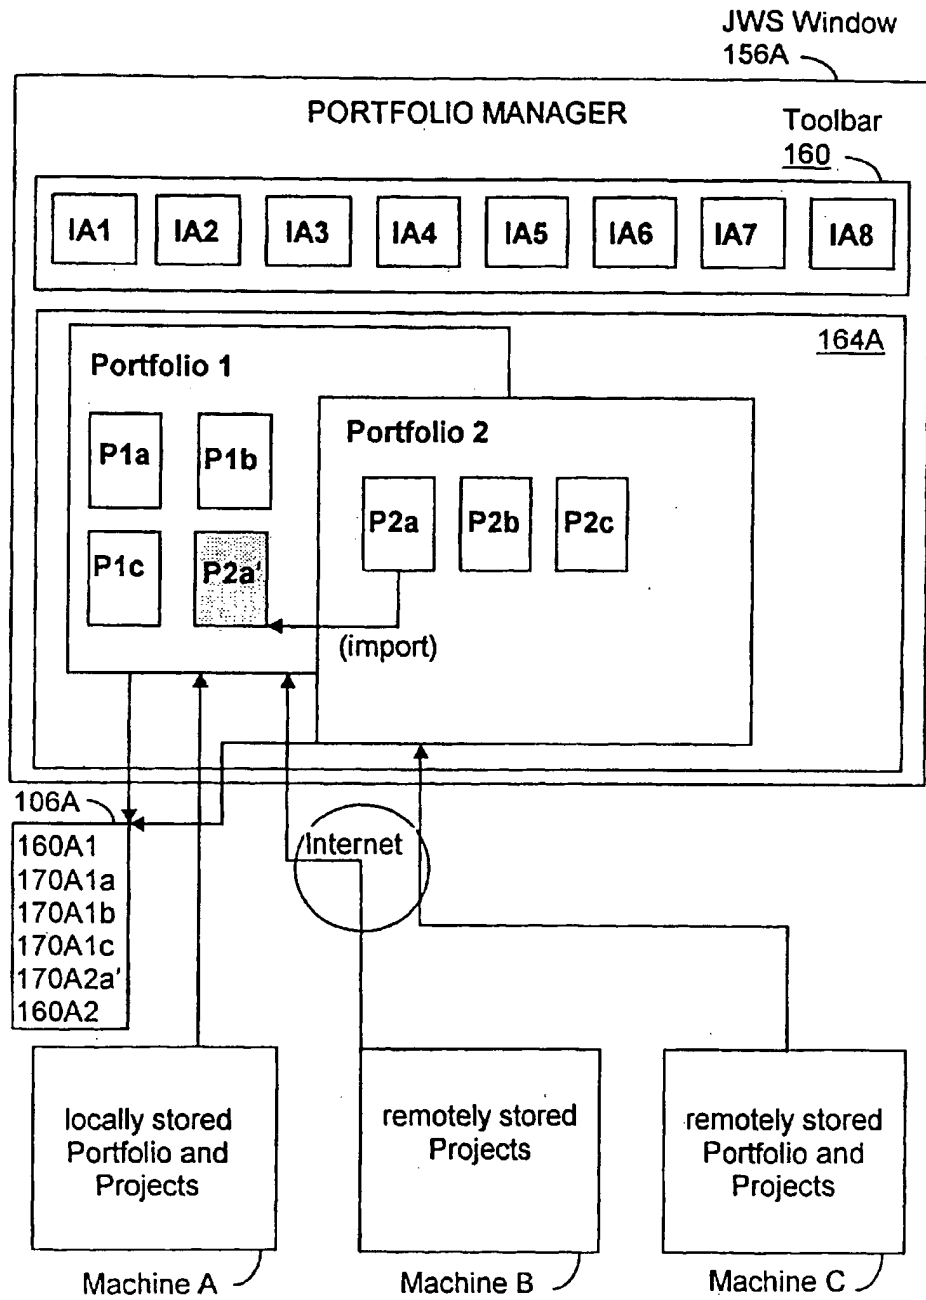 JWS Window
156A
PORTFOLIO MANAGER
Toolbar
160
IA1 IA2 IA3 IA4 IA5 IA6 IA7 IA8
164A
Portfolio 1
P1a P1b
P1c P2a'
Portfolio 2
P2a P2b P2c
(import)
106A
160A1
170A1a
170A1b
170A1c
170A2a'
160A2
Internet
locally stored
Portfolio and
Projects
Machine A
remotely stored
Projects
Machine B
remotely stored
Portfolio and
Projects
Machine C